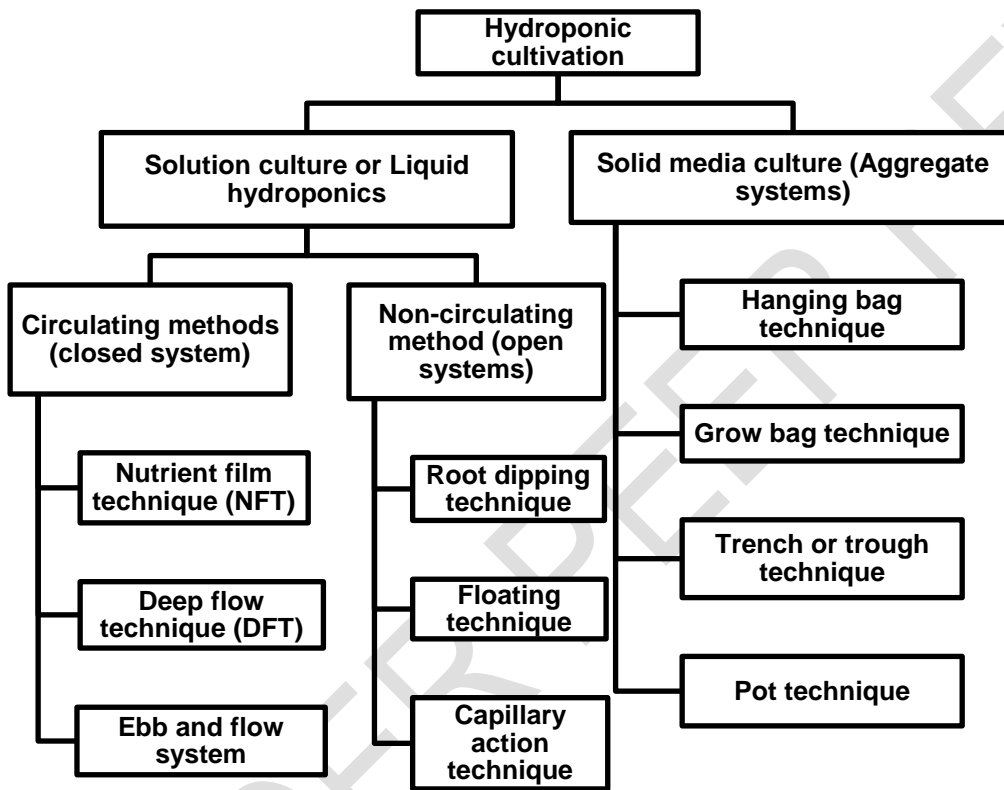 Hydroponic
cultivation
Solution culture or Liquid
hydroponics
Solid media culture (Aggregate
systems)
Circulating methods
(closed system)
Non-circulating
method (open
systems)
Nutrient film
technique (NFT)
Deep flow
technique (DFT)
Ebb and flow
system
Root dipping
technique
Floating
technique
Capillary
action
technique
Hanging bag
technique
Grow bag technique
Trench or trough
technique
Pot technique
PEER